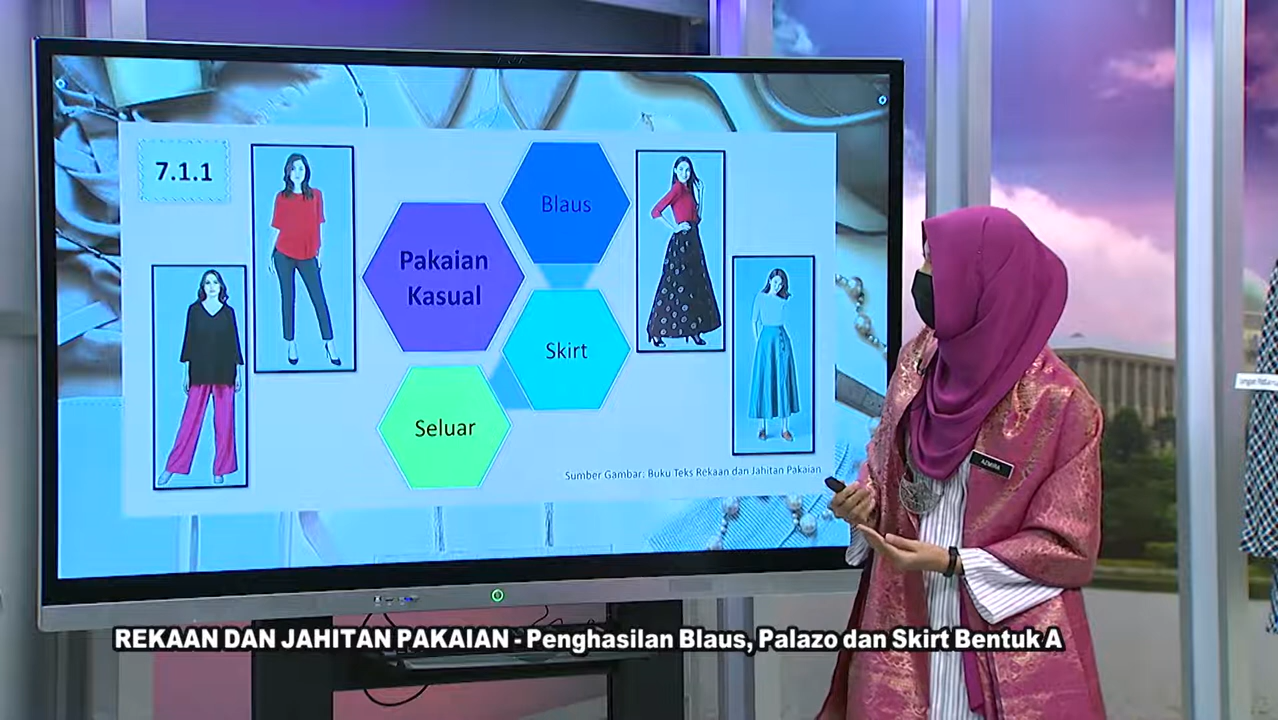 7.1.1
Pakaian
Kasual
Blaus
Skirt
Seluar
Sumber Gambar: Buku Teks Rekaan dan Jahitan Pakaian
AZMIRA
REKAAN DAN JAHITAN PAKAIAN - Penghasilan Blaus, Palazo dan Skirt Bentuk A